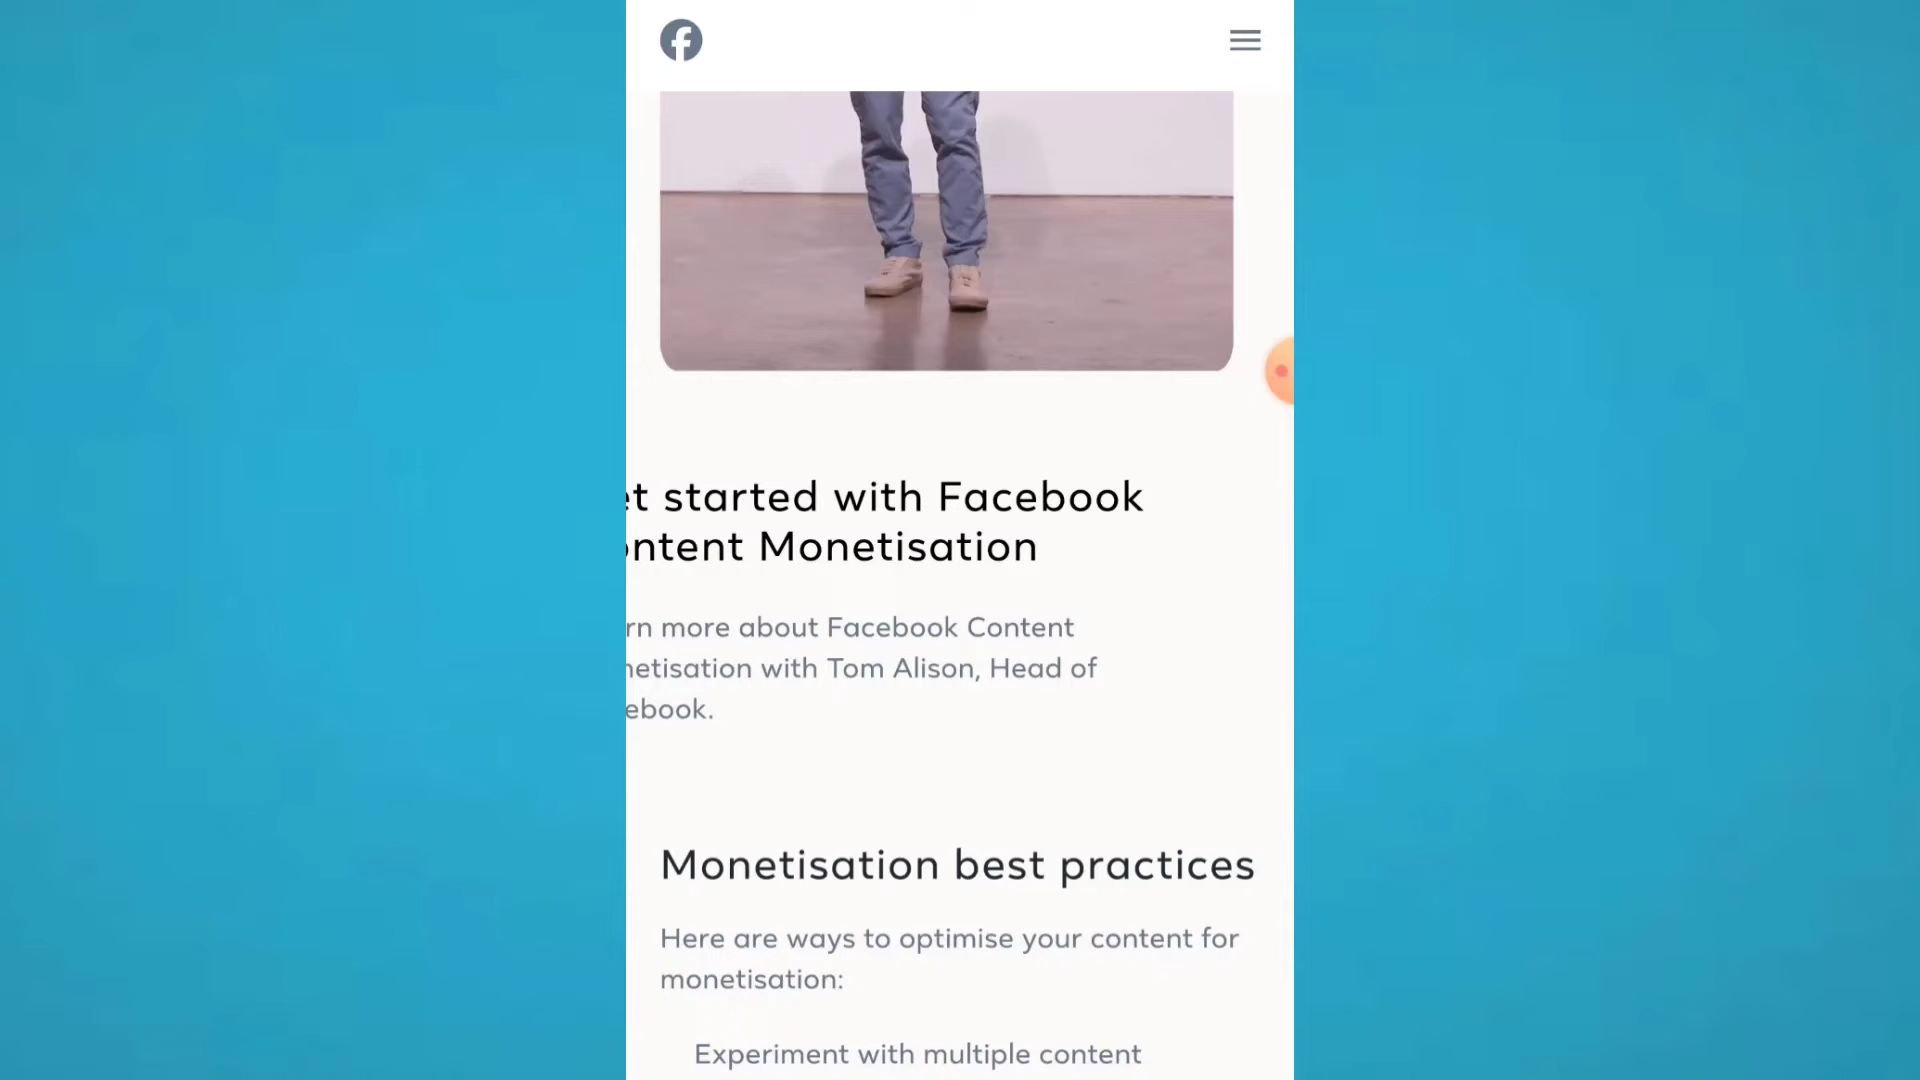 et started with Facebook
ontent Monetisation
rn more about Facebook Content
netisation with Tom Alison, Head of
ebook.
Monetisation best practices
Here are ways to optimise your content for
monetisation:
Experiment with multiple content